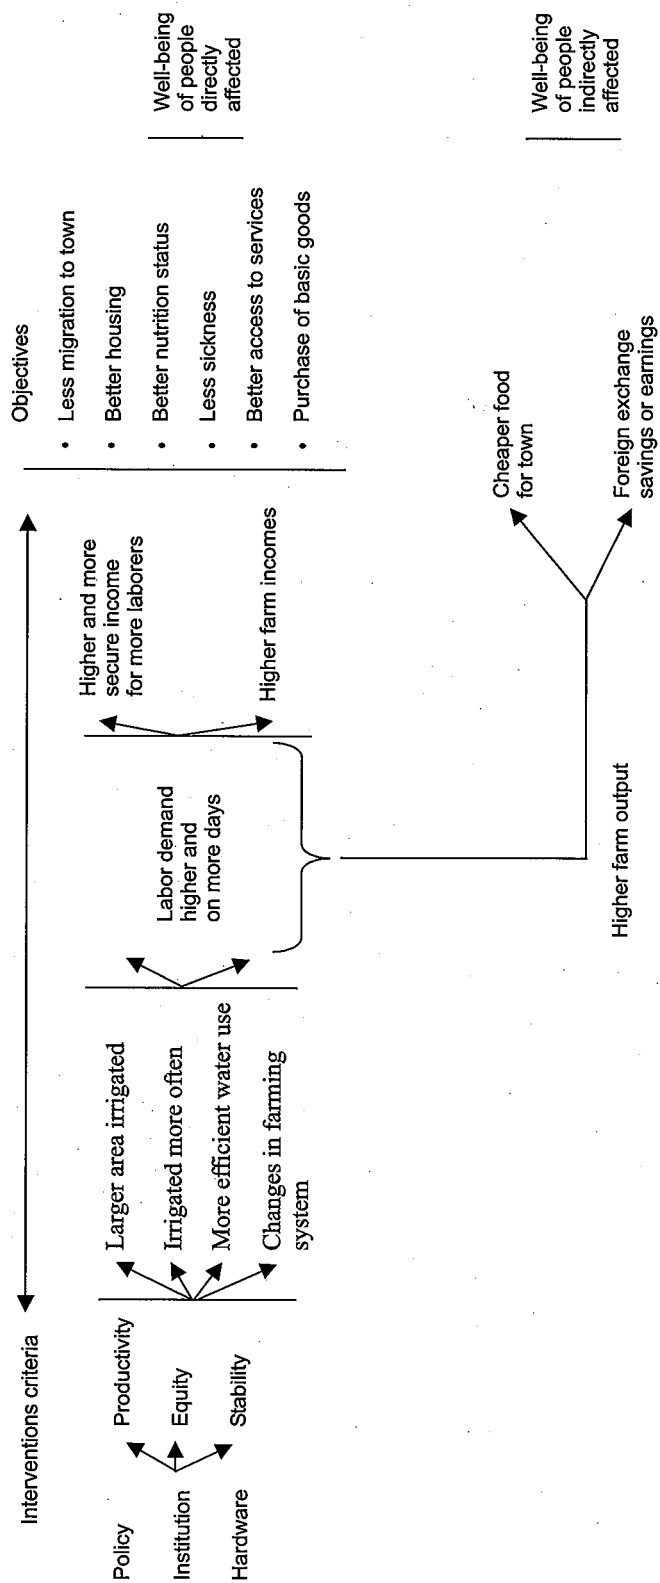 Interventions criteria
Objectives
Policy
Institution
Hardware
Productivity
Equity
Stability
Larger area irrigated
Irrigated more often
More efficient water use
Changes in farming
system
Labor demand
higher and
on more days
Higher and more
secure income
for more laborers
Higher farm incomes
• Less migration to town
• Better housing
• Better nutrition status
• Less sickness
• Better access to services
• Purchase of basic goods
Well-being
of people
directly
affected
Higher farm output
Cheaper food
for town
Foreign exchange
savings or earnings
Well-being
of people
indirectly
affected